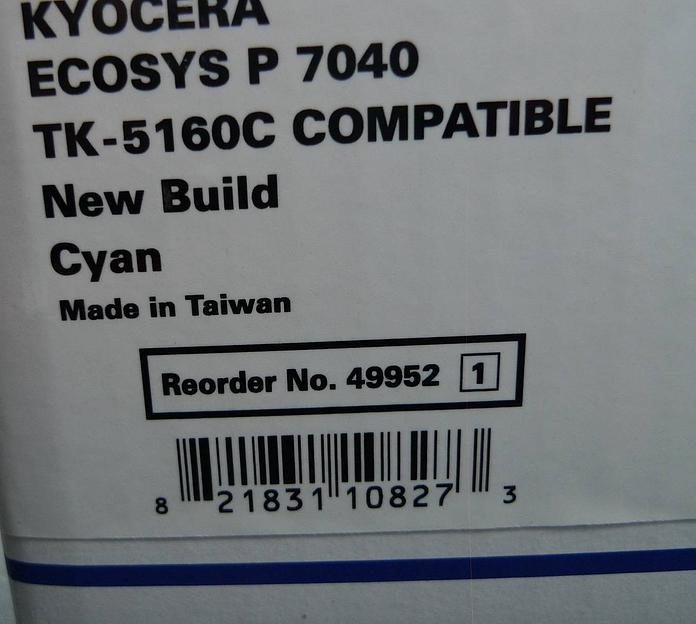 KYOCERA
ECOSYS P 7040
TK-5160C COMPATIBLE
New Build
Cyan
Made in Taiwan
Reorder No. 49952 1
8 21831 10827 3